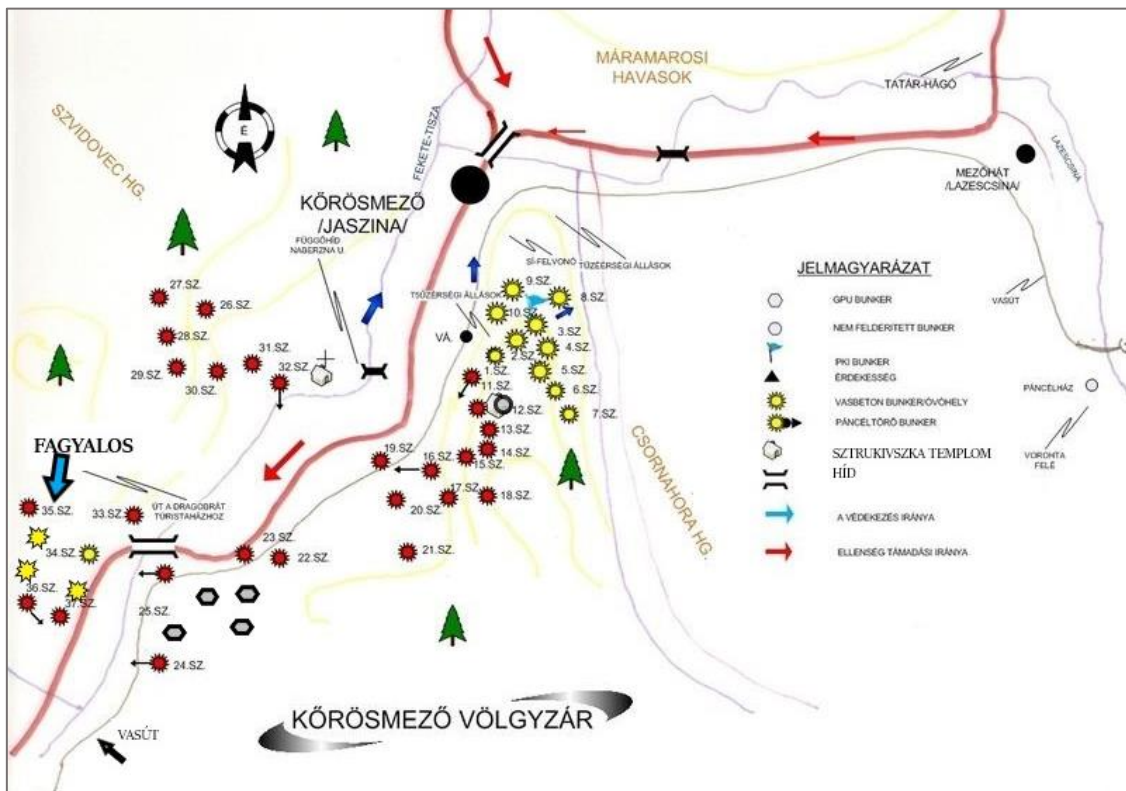 MÁRAMAROSI
HAVASOK
TATÁR-HÁGÓ
SZVIDOVEC HG.
É
FEKETE-TISZA
LAZESCSINA
MEZŐHÁT
/LAZESCSINA/
KŐRÖSMEZŐ
/JASZINA/
FÜGGŐHÍD
NABERZNA U.
SÍ-FELVONÓ
TÜZÉRSÉGI ÁLLÁSOK
TSÜZÉRSÉGI ÁLLÁSOK
VÁ.
VASÚT
27.SZ.
26.SZ.
28.SZ.
29.SZ.
30.SZ.
31.SZ.
32.SZ.
9.SZ.
8.SZ.
10.SZ.
3.SZ.
2.SZ.
4.SZ.
1.SZ.
5.SZ.
11.SZ.
6.SZ.
12.SZ.
7.SZ.
13.SZ.
14.SZ.
15.SZ.
16.SZ.
19.SZ.
17.SZ.
18.SZ.
20.SZ.
21.SZ.
CSORNAHORA HG.
FAGYALOS
ÚT A DRAGOBRÁT
TÚRISTAHÁZHOZ
35.SZ.
33.SZ.
34.SZ.
23.SZ.
22.SZ.
36.SZ.
37.SZ.
25.SZ.
24.SZ.
VASÚT
KŐRÖSMEZŐ VÖLGYZÁR
JELMAGYARÁZAT
GPU BUNKER
NEM FELDERÍTETT BUNKER
PKI BUNKER
ÉRDEKESSÉG
VASBETON BUNKER/ÓVÓHELY
PÁNCÉLTÖRŐ BUNKER
SZTRUKIVSZKA TEMPLOM
HÍD
A VÉDEKEZÉS IRÁNYA
ELLENSÉG TÁMADÁSI IRÁNYA
PÁNCÉLHÁZ
VOROHTA
FELÉ